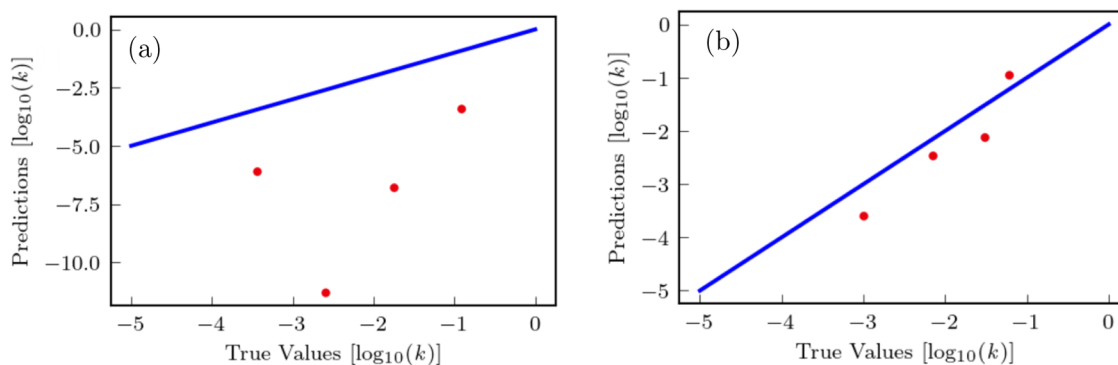 (a)
Predictions [log10(k)]
0.0
−2.5
−5.0
−7.5
−10.0
−5 −4 −3 −2 −1 0
True Values [log10(k)]
(b)
Predictions [log10(k)]
0
−1
−2
−3
−4
−5
−5 −4 −3 −2 −1 0
True Values [log10(k)]